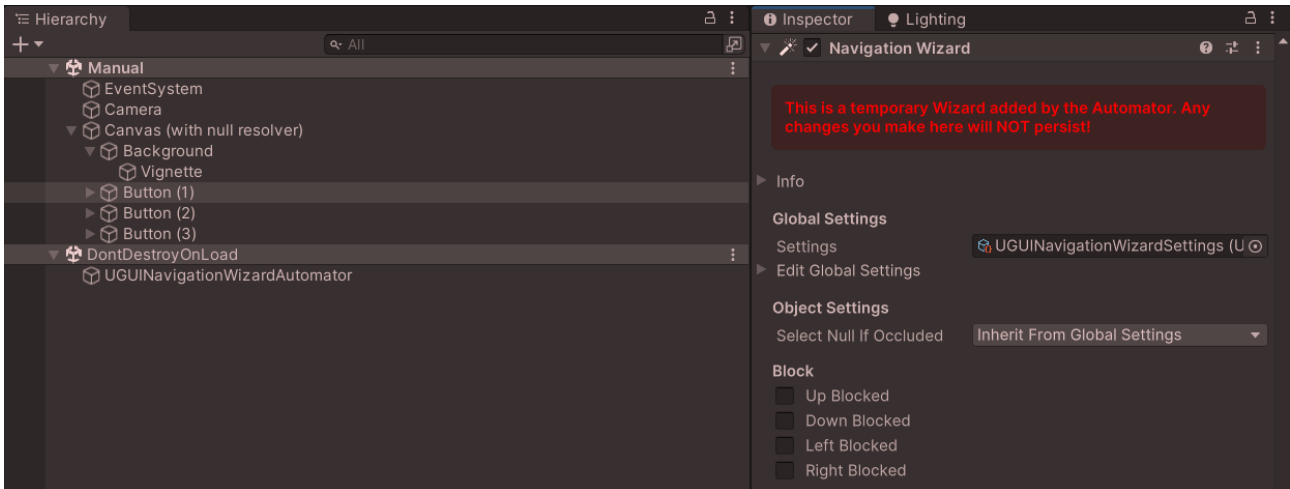 Hierarchy
All
Manual
EventSystem
Camera
Canvas (with null resolver)
Background
Vignette
Button (1)
Button (2)
Button (3)
DontDestroyOnLoad
UGUINavigationWizardAutomator
Inspector
Lighting
Navigation Wizard
This is a temporary Wizard added by the Automator. Any
changes you make here will NOT persist!
Info
Global Settings
Settings UGUINavigationWizardSettings (U
Edit Global Settings
Object Settings
Select Null If Occluded Inherit From Global Settings
Block
Up Blocked
Down Blocked
Left Blocked
Right Blocked